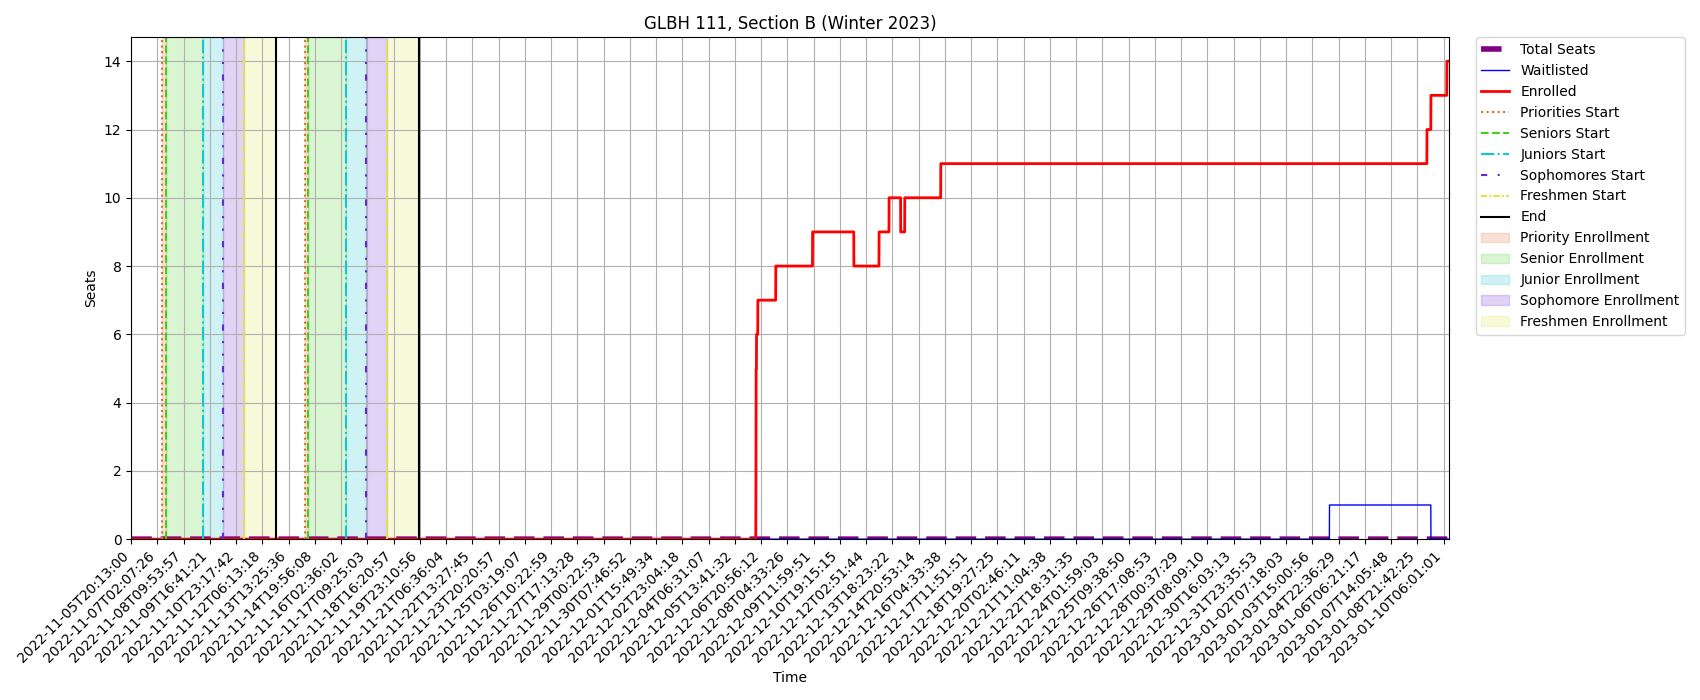 GLBH 111, Section B (Winter 2023)
14
12
10
8
6
4
2
0
Seats
2022-11-05T20:13:00
2022-11-07T02:07:26
2022-11-08T09:53:57
2022-11-09T16:41:21
2022-11-10T23:17:42
2022-11-12T06:13:18
2022-11-13T13:25:36
2022-11-14T19:56:08
2022-11-16T02:36:02
2022-11-17T09:25:03
2022-11-18T16:20:57
2022-11-19T23:10:56
2022-11-21T06:36:04
2022-11-22T13:27:45
2022-11-23T20:20:57
2022-11-25T03:19:07
2022-11-26T10:22:59
2022-11-27T17:13:28
2022-11-29T00:22:53
2022-11-30T07:46:52
2022-12-01T15:49:34
2022-12-02T23:04:18
2022-12-04T06:31:07
2022-12-05T13:41:32
2022-12-06T20:56:12
2022-12-08T04:33:26
2022-12-09T11:59:51
2022-12-10T19:15:15
2022-12-12T02:51:44
2022-12-13T18:23:22
2022-12-14T20:53:14
2022-12-16T04:33:38
2022-12-17T11:51:51
2022-12-18T19:27:25
2022-12-20T02:46:11
2022-12-21T11:04:38
2022-12-22T18:31:35
2022-12-24T01:59:03
2022-12-25T09:38:50
2022-12-26T17:08:53
2022-12-28T00:37:29
2022-12-29T08:09:10
2022-12-30T16:03:13
2022-12-31T23:35:53
2023-01-02T07:18:03
2023-01-03T15:00:56
2023-01-04T22:36:29
2023-01-06T06:21:17
2023-01-07T14:05:48
2023-01-08T21:42:25
2023-01-10T06:01:01
Time
Total Seats
Waitlisted
Enrolled
Priorities Start
Seniors Start
Juniors Start
Sophomores Start
Freshmen Start
End
Priority Enrollment
Senior Enrollment
Junior Enrollment
Sophomore Enrollment
Freshmen Enrollment